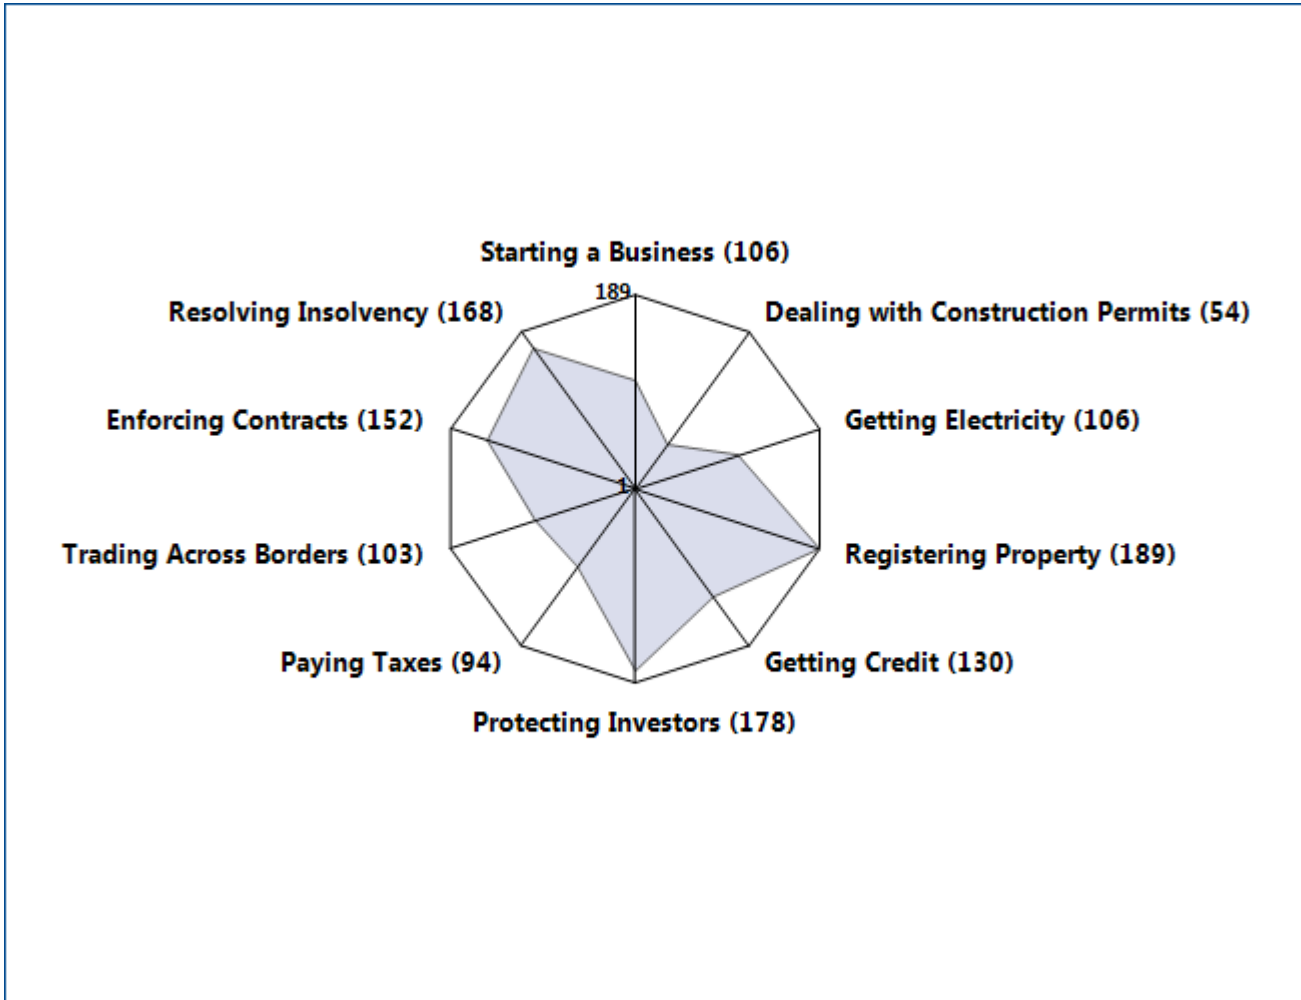 Starting a Business (106)
189
Resolving Insolvency (168)
Dealing with Construction Permits (54)
Enforcing Contracts (152)
Getting Electricity (106)
1
Trading Across Borders (103)
Registering Property (189)
Paying Taxes (94)
Getting Credit (130)
Protecting Investors (178)